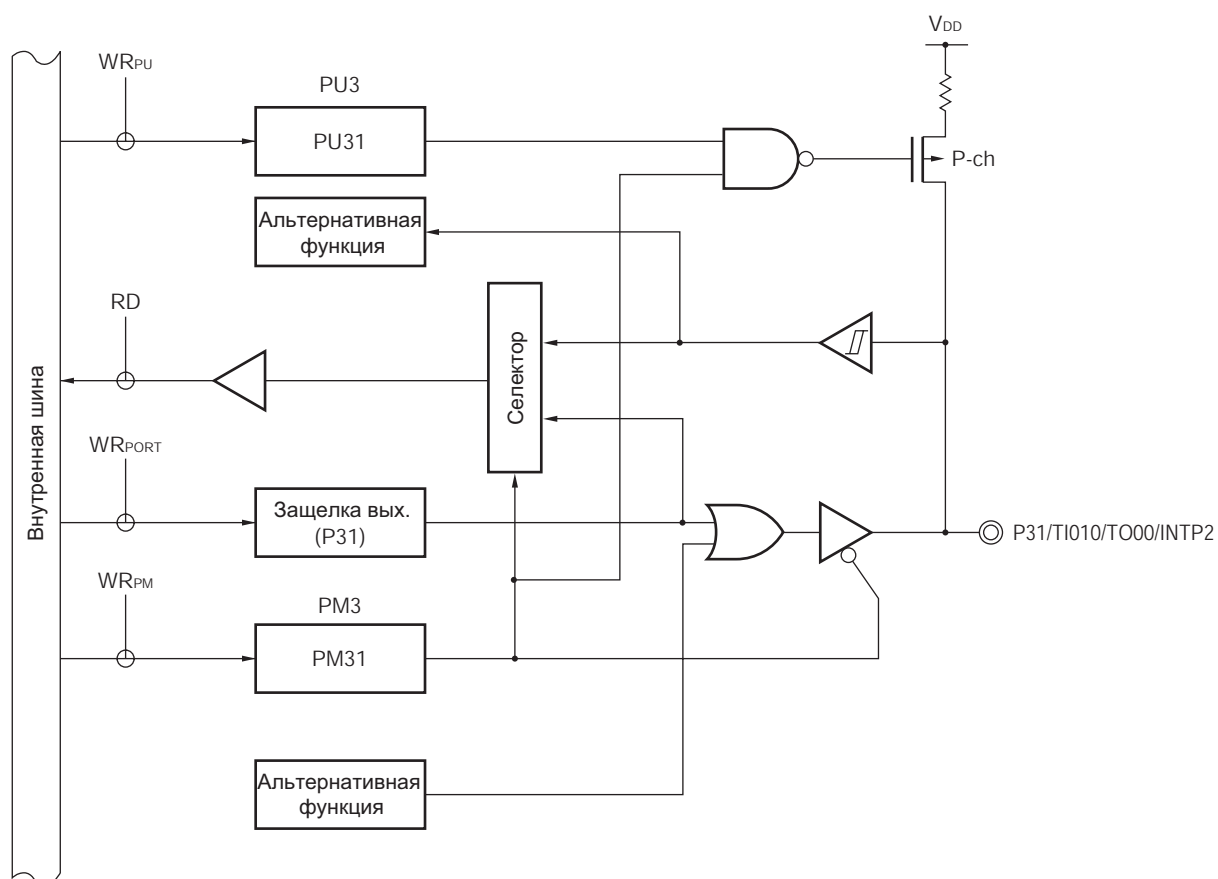 VDD
WRPU
PU3
PU31
P-ch
Альтернативная
функция
RD
Селектор
Внутренная шина
WRPORT
Защелка вых.
(P31)
P31/TI010/TO00/INTP2
WRPM
PM3
PM31
Альтернативная
функция